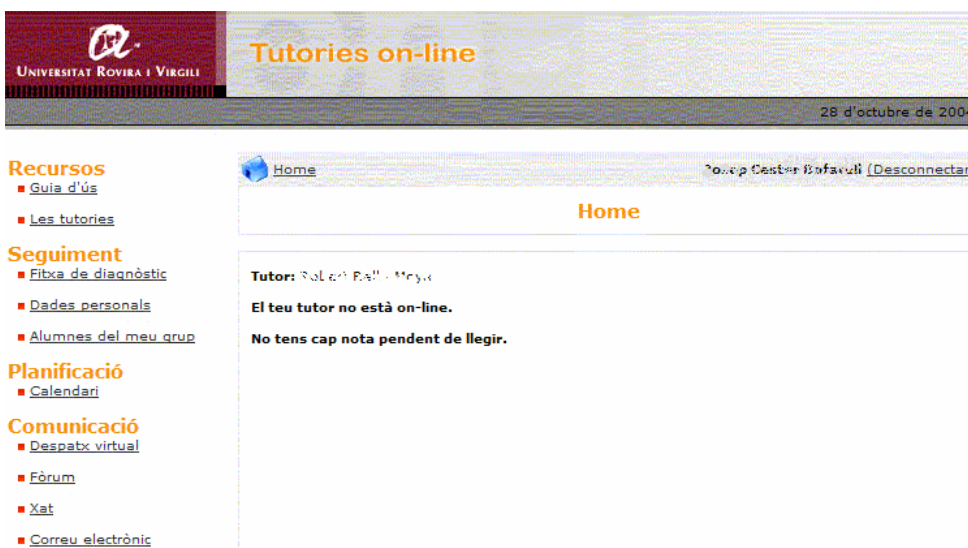 UNIVERSITAT ROVIRA I VIRGILI
Tutories on-line
28 d'octubre de 200
Recursos
Guia d'ús
Les tutories
Seguiment
Fitxa de diagnòstic
Dades personals
Alumnes del meu grup
Planificació
Calendari
Comunicació
Despatx virtual
Fòrum
Xat
Correu electrònic
Home
(Desconnectar
Home
Tutor:
El teu tutor no està on-line.
No tens cap nota pendent de llegir.